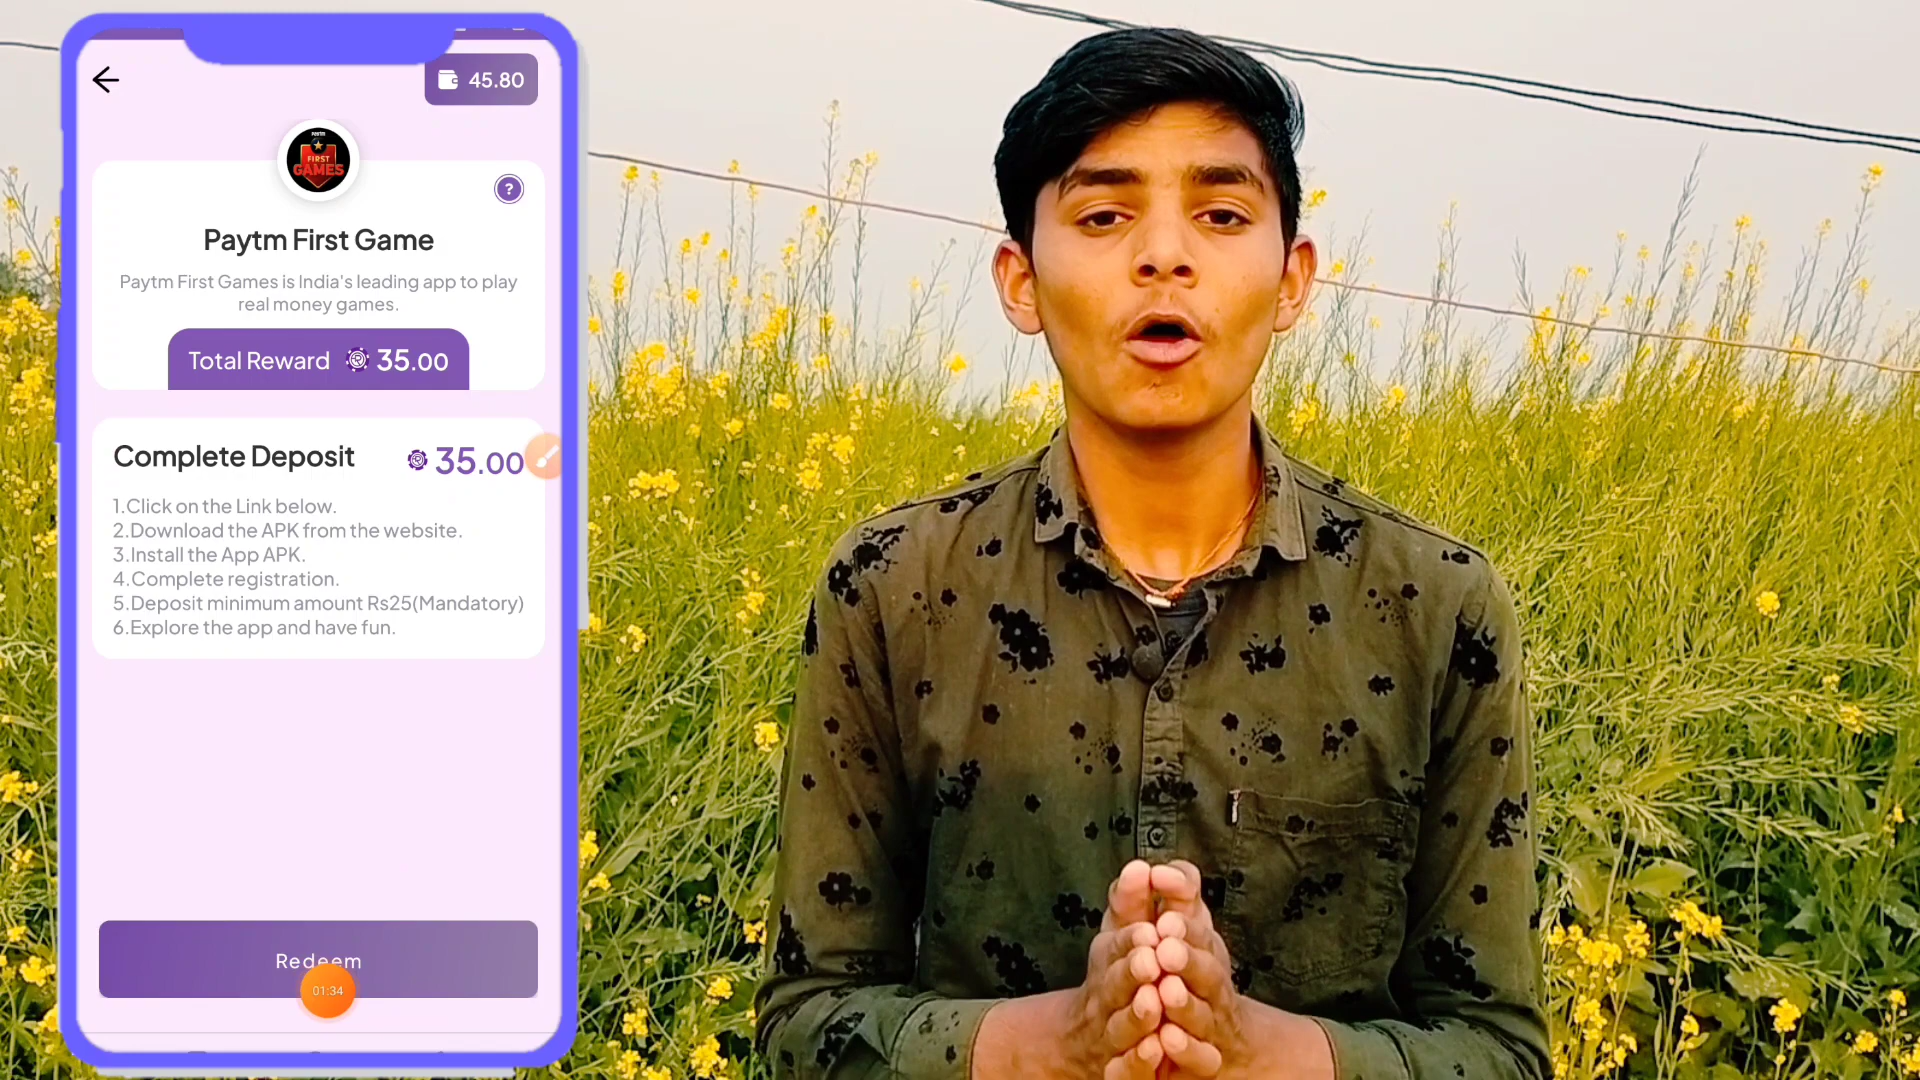 45.80
Paytm
FIRST
GAMES
?
Paytm First Game
Paytm First Games is India's leading app to play
real money games.
Total Reward 35.00
Complete Deposit 35.00
1.Click on the Link below.
2.Download the APK from the website.
3.Install the App APK.
4.Complete registration.
5.Deposit minimum amount Rs25(Mandatory)
6.Explore the app and have fun.
Redeem
01:34